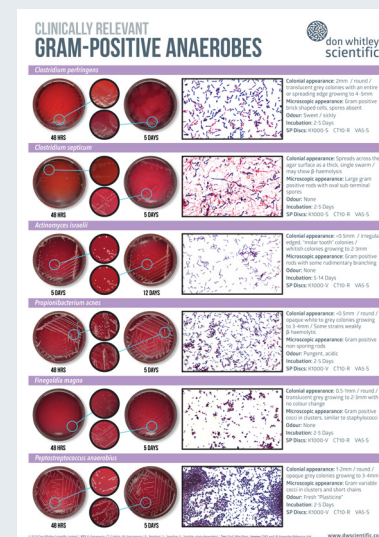 CLINICALLY RELEVANT
GRAM-POSITIVE ANAEROBES
don whitley
scientific
Clostridium perfringens
48 HRS
5 DAYS
Colonial appearance: 2mm / round /
translucent grey colonies with an entire
or spreading edge growing to 4-5mm
Microscopic appearance: Gram positive
brick shaped cells, spores absent
Odour: Sweet / sickly
Incubation: 2-5 Days
SP Discs: K1000-S CT10-R VA5-S
Clostridium septicum
48 HRS
5 DAYS
Colonial appearance: Spreads across the
agar surface as a thick, single swarm /
may show β haemolysis
Microscopic appearance: Large gram
positive rods with oval sub terminal
spores
Odour: None
Incubation: 2-5 Days
SP Discs: K1000-S CT10-R VA5-S
Actinomyces israelii
5 DAYS
12 DAYS
Colonial appearance: <0.5mm / Irregular
edged, "molar tooth" colonies /
whitish colonies growing to 2-3mm
Microscopic appearance: Gram positive
rods with some rudimentary branching
Odour: None
Incubation: 5-14 Days
SP Discs: K1000-V CT10-R VA5-S
Propionibacterium acnes
48 HRS
5 DAYS
Colonial appearance: <0.5mm / round /
opaque white to grey colonies growing
to 3-4mm / Some strains weakly
β haemolytic
Microscopic appearance: Gram positive
non sporing rods
Odour: Pungent, acidic
Incubation: 2-5 Days
SP Discs: K1000-V CT10-R VA5-S
Finegoldia magna
48 HRS
5 DAYS
Colonial appearance: 0.5-1mm / round /
translucent grey growing to 2-3mm with
no colour change
Microscopic appearance: Gram positive
cocci in clusters, similar to staphylococci
Odour: None
Incubation: 2-5 Days
SP Discs: K1000-V CT10-R VA5-S
Peptostreptococcus anaerobius
48 HRS
5 DAYS
Colonial appearance: 1-2mm / round /
opaque grey colonies growing to 3-4mm
Microscopic appearance: Gram variable
cocci in clusters and short chains
Odour: Fresh "Plasticine"
Incubation: 2-5 Days
SP Discs: K1000-V CT10-R VA5-S
www.dwscientific.co